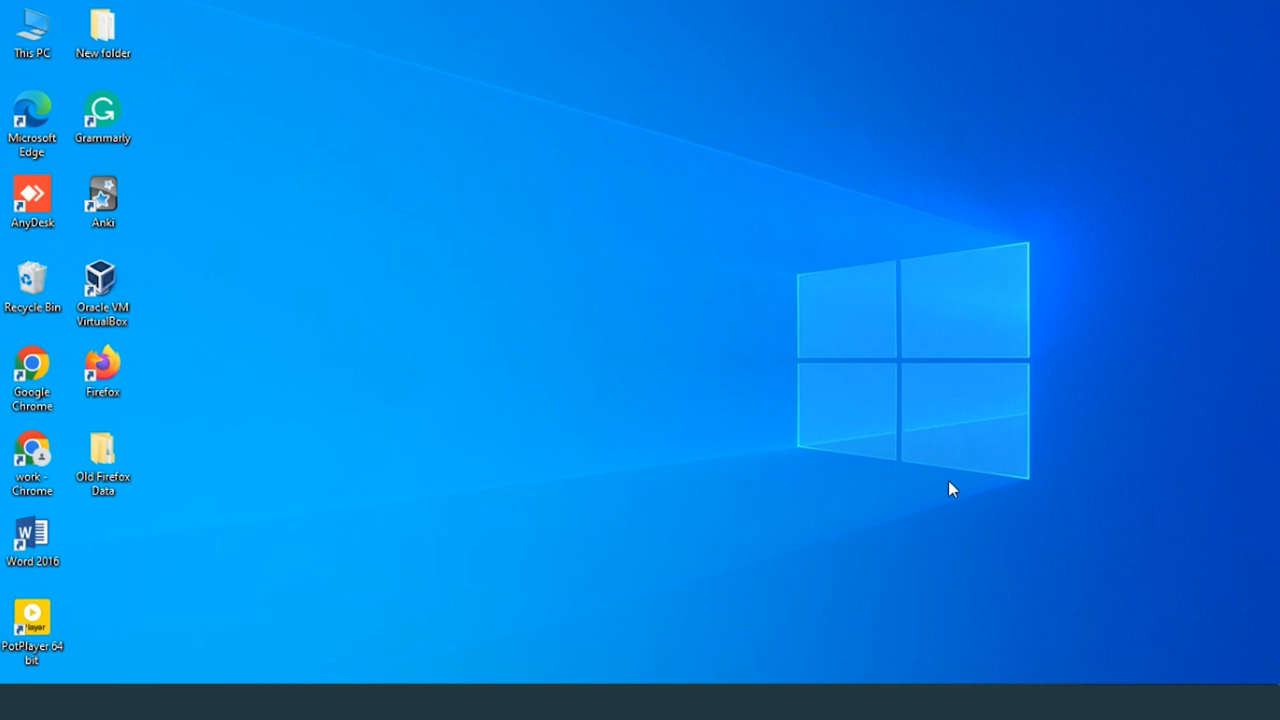 This PC
New folder
Microsoft
Edge
Grammarly
AnyDesk
Anki
Recycle Bin
Oracle VM
VirtualBox
Google
Chrome
Firefox
work -
Chrome
Old Firefox
Data
Word 2016
PotPlayer 64
bit